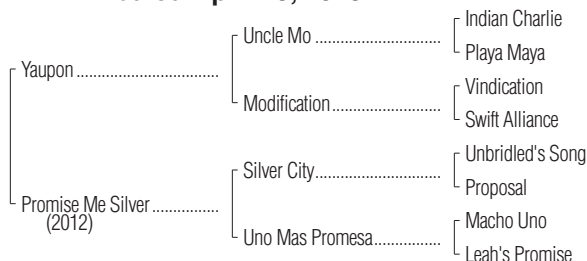 Indian Charlie
Uncle Mo
Playa Maya
Yaupon
Vindication
Modification
Swift Alliance
Unbridled's Song
Silver City
Proposal
Promise Me Silver
(2012)
Macho Uno
Uno Mas Promesa
Leah's Promise